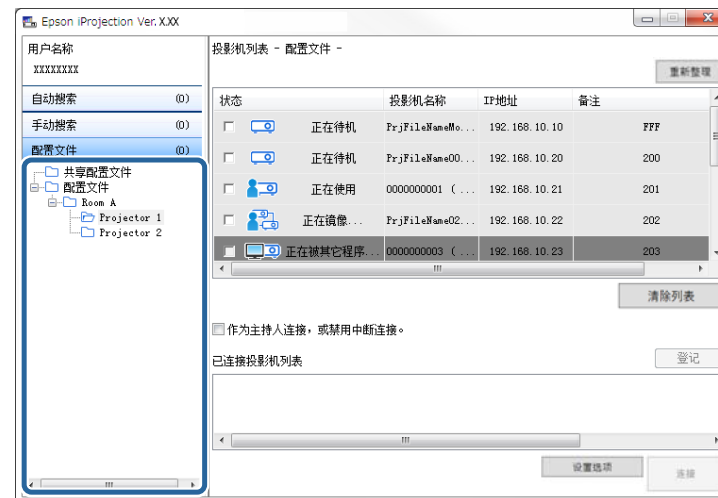 Epson iProjection Ver. X.XX
用户名称
XXXXXXXX
自动搜索 (0)
手动搜索 (0)
配置文件 (0)
共享配置文件
配置文件
Room A
Projector 1
Projector 2
投影机列表 - 配置文件 -
重新整理
状态 投影机名称 IP地址 备注
正在待机 PrjFileNameMo... 192.168.10.10 FFF
正在待机 PrjFileName00... 192.168.10.20 200
正在使用 0000000001 (... 192.168.10.21 201
正在镜像... PrjFileName02... 192.168.10.22 202
正在被其它程序... 0000000003 (... 192.168.10.23 203
清除列表
作为主持人连接，或禁用中断连接。
已连接投影机列表
登记
设置选项
连接